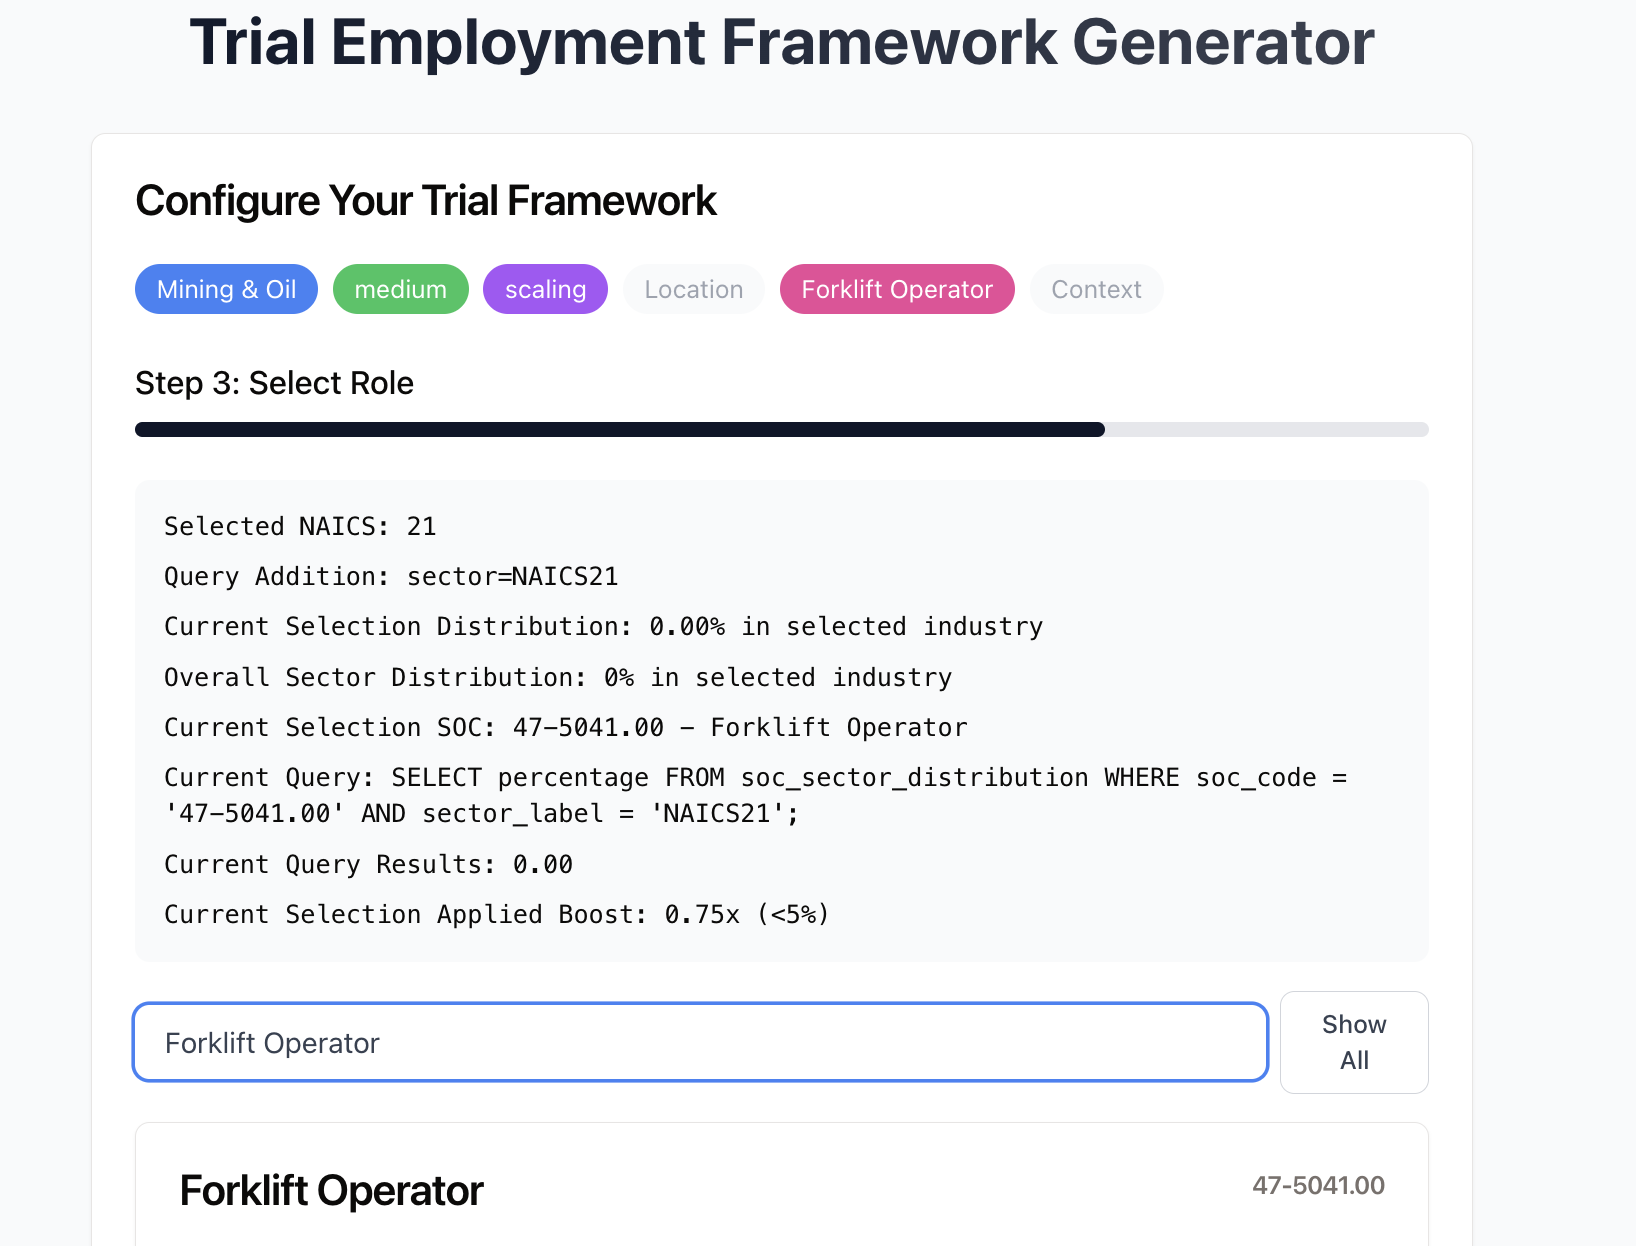 Trial Employment Framework Generator
Configure Your Trial Framework
Mining & Oil
medium
scaling
Location
Forklift Operator
Context
Step 3: Select Role
Selected NAICS: 21
Query Addition: sector=NAICS21
Current Selection Distribution: 0.00% in selected industry
Overall Sector Distribution: 0% in selected industry
Current Selection SOC: 47-5041.00 - Forklift Operator
Current Query: SELECT percentage FROM soc_sector_distribution WHERE soc_code =
'47-5041.00' AND sector_label = 'NAICS21';
Current Query Results: 0.00
Current Selection Applied Boost: 0.75x (<5%)
Forklift Operator
Show
All
Forklift Operator
47-5041.00